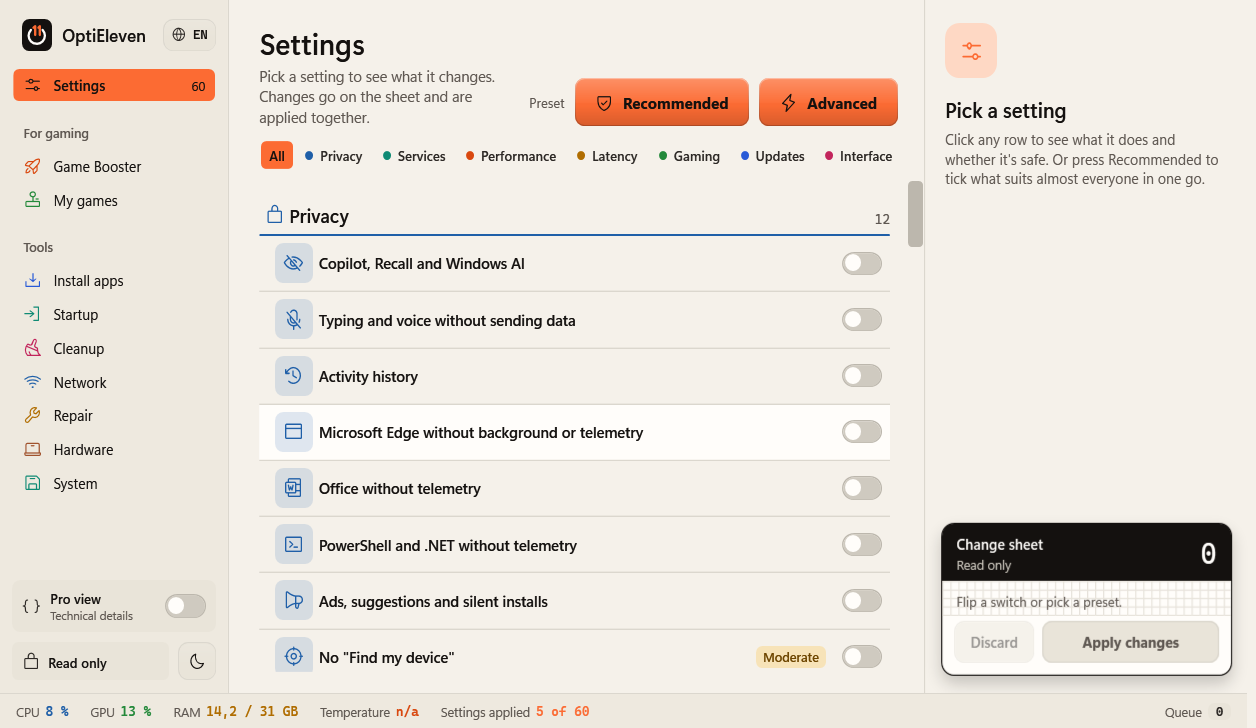 OptiEleven
EN
Settings
60
For gaming
Game Booster
My games
Tools
Install apps
Startup
Cleanup
Network
Repair
Hardware
System
Pro view
Technical details
Read only
Settings
Pick a setting to see what it changes.
Changes go on the sheet and are
applied together.
Preset
Recommended
Advanced
All
Privacy
Services
Performance
Latency
Gaming
Updates
Interface
Privacy
12
Copilot, Recall and Windows AI
Typing and voice without sending data
Activity history
Microsoft Edge without background or telemetry
Office without telemetry
PowerShell and .NET without telemetry
Ads, suggestions and silent installs
No "Find my device"
Moderate
Pick a setting
Click any row to see what it does and
whether it's safe. Or press Recommended to
tick what suits almost everyone in one go.
Change sheet
Read only
0
Flip a switch or pick a preset.
Discard
Apply changes
CPU 8 %
GPU 13 %
RAM 14,2 / 31 GB
Temperature n/a
Settings applied 5 of 60
Queue 0